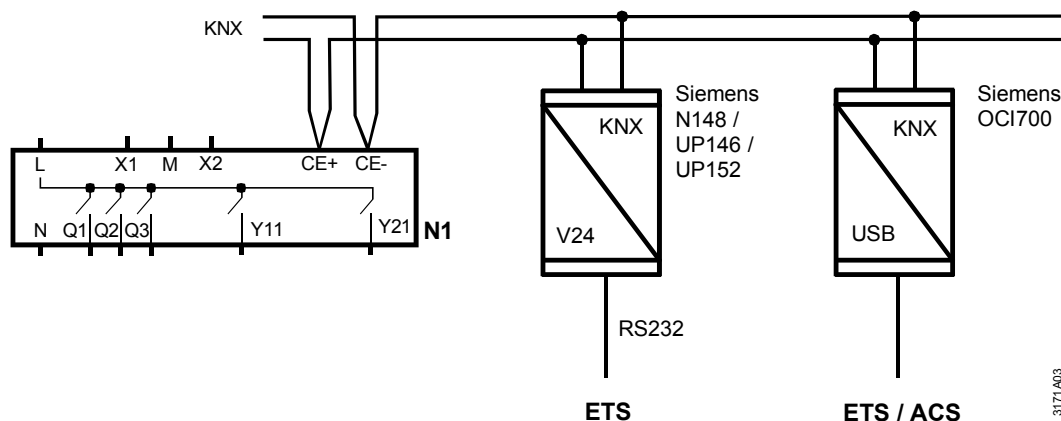 KNX
L
X1
M
X2
CE+
CE-
N
Q1
Q2
Q3
Y11
Y21
N1
KNX
V24
Siemens
N148 /
UP146 /
UP152
RS232
ETS
KNX
USB
Siemens
OCI700
ETS / ACS
3171A03